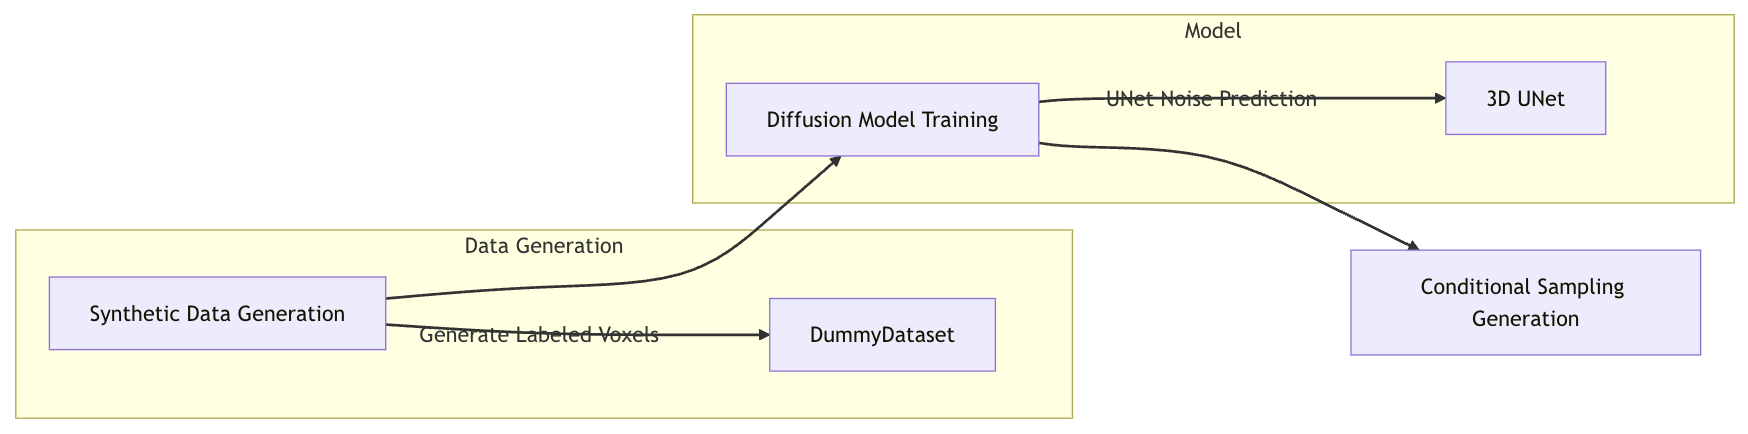 Model
Diffusion Model Training
UNet Noise Prediction
3D UNet
Data Generation
Synthetic Data Generation
Generate Labeled Voxels
DummyDataset
Conditional Sampling
Generation